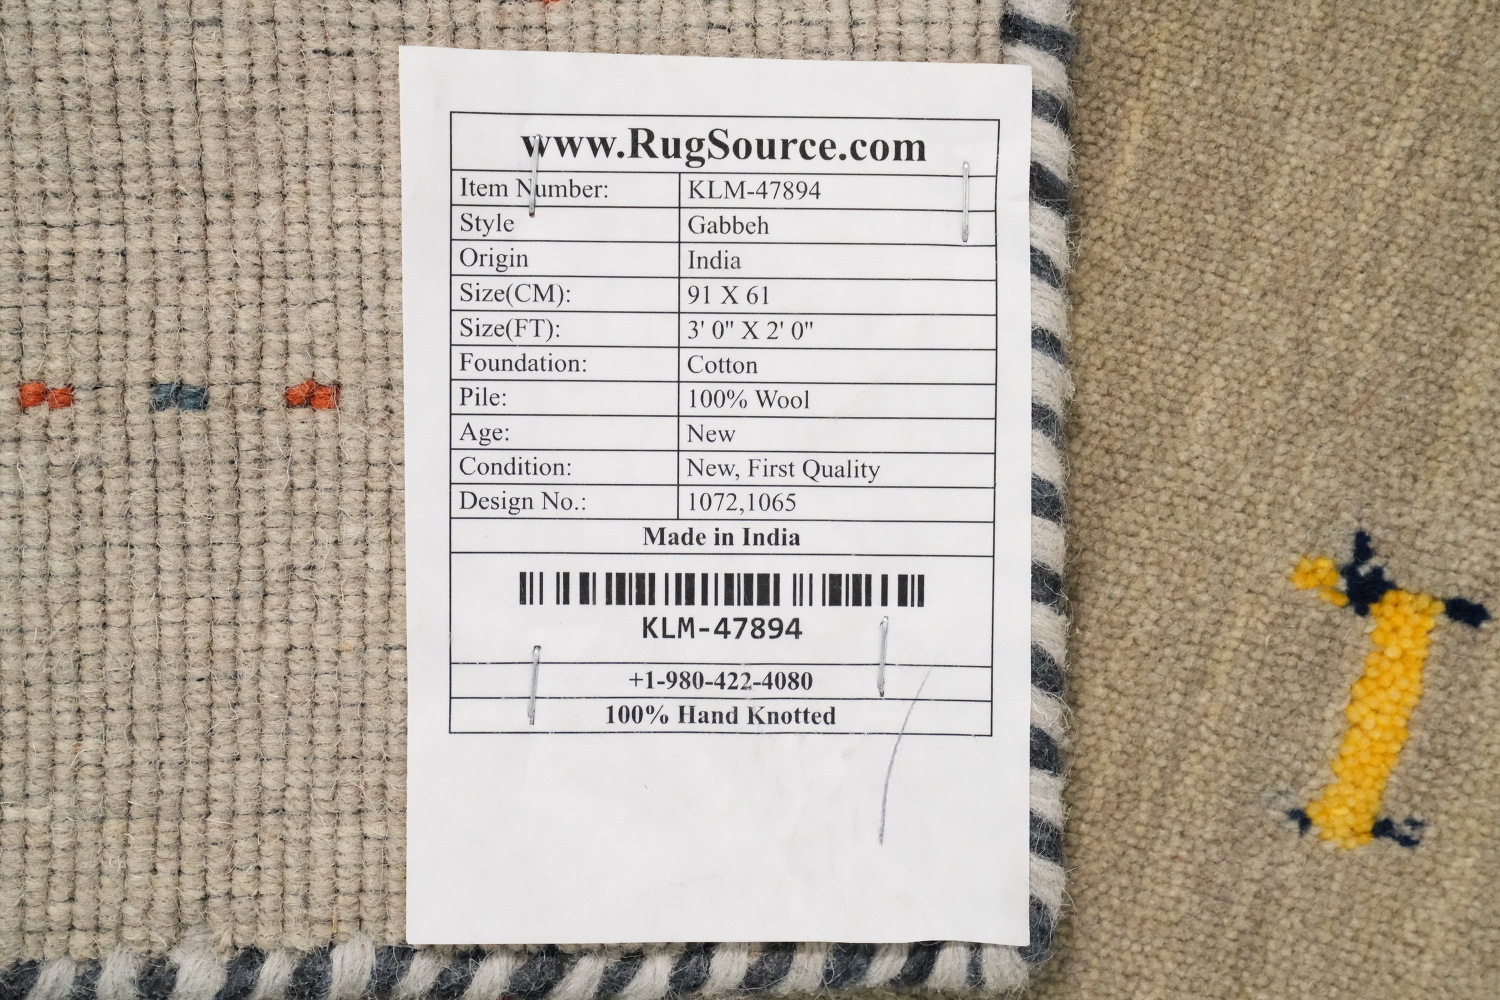 www.RugSource.com
Item Number: KLM-47894
Style Gabbeh
Origin India
Size(CM): 91 X 61
Size(FT): 3' 0" X 2' 0"
Foundation: Cotton
Pile: 100% Wool
Age: New
Condition: New, First Quality
Design No.: 1072,1065
Made in India
KLM-47894
+1-980-422-4080
100% Hand Knotted